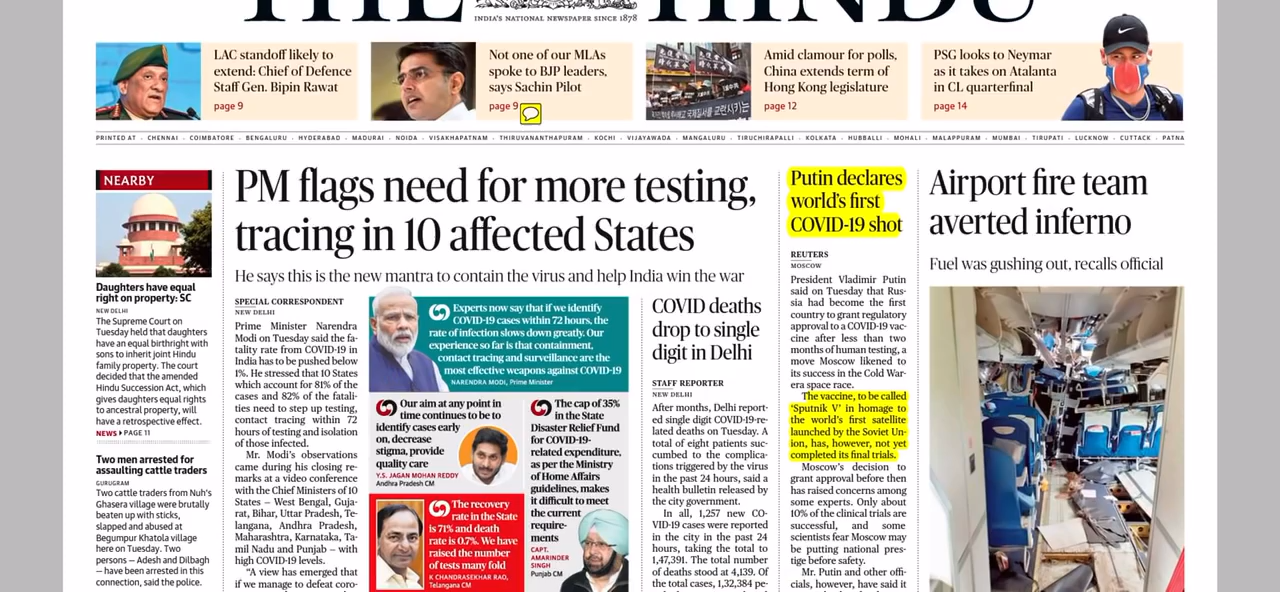 THE HINDU
INDIA'S NATIONAL NEWSPAPER SINCE 1878
LAC standoff likely to
extend: Chief of Defence
Staff Gen. Bipin Rawat
page 9
Not one of our MLAs
spoke to BJP leaders,
says Sachin Pilot
page 9
Amid clamour for polls,
China extends term of
Hong Kong legislature
page 12
PSG looks to Neymar
as it takes on Atalanta
in CL quarterfinal
page 14
PRINTED AT . CHENNAI . COIMBATORE . BENGALURU . HYDERABAD . MADURAI . NOIDA . VISAKHAPATNAM . THIRUVANANTHAPURAM . KOCHI . VIJAYAWADA . MANGALURU . TIRUCHIRAPALLI . KOLKATA . HUBBALLI . MOHALI . MALAPPURAM . MUMBAI . TIRUPATI . LUCKNOW . CUTTACK . PATNA
NEARBY
Daughters have equal
right on property: SC
NEW DELHI
The Supreme Court on
Tuesday held that daughters
have an equal birthright with
sons to inherit joint Hindu
family property. The court
decided that the amended
Hindu Succession Act, which
gives daughters equal rights
to ancestral property, will
have a retrospective effect.
NEWS PAGE 11
Two men arrested for
assaulting cattle traders
GURUGRAM
Two cattle traders from Nuh's
Ghasera village were brutally
beaten up with sticks,
slapped and abused at
Begumpur Khatola village
here on Tuesday. Two
persons — Adesh and Dilbagh
— have been arrested in this
connection, said the police.
PM flags need for more testing,
tracing in 10 affected States
He says this is the new mantra to contain the virus and help India win the war
SPECIAL CORRESPONDENT
NEW DELHI
Prime Minister Narendra
Modi on Tuesday said the fa-
tality rate from COVID-19 in
India has to be pushed below
1%. He stressed that 10 States
which account for 81% of the
cases and 82% of the fatali-
ties need to step up testing,
contact tracing within 72
hours of testing and isolation
of those infected.
Mr. Modi's observations
came during his closing re-
marks at a video conference
with the Chief Ministers of 10
States – West Bengal, Guja-
rat, Bihar, Uttar Pradesh, Te-
langana, Andhra Pradesh,
Maharashtra, Karnataka, Ta-
mil Nadu and Punjab – with
high COVID-19 levels.
"A view has emerged that
if we manage to defeat coro-
Experts now say that if we identify
COVID-19 cases within 72 hours, the
rate of infection slows down greatly. Our
experience so far is that containment,
contact tracing and surveillance are the
most effective weapons against COVID-19
NARENDRA MODI, Prime Minister
Our aim at any point in
time continues to be to
identify cases early
on, decrease
stigma, provide
quality care
Y.S. JAGAN MOHAN REDDY
Andhra Pradesh CM
The recovery
rate in the State
is 71% and death
rate is 0.7%. We have
raised the number
of tests many fold
K CHANDRASEKHAR RAO,
Telangana CM
The cap of 35%
in the State
Disaster Relief Fund
for COVID-19-
related expenditure,
as per the Ministry
of Home Affairs
guidelines, makes
it difficult to meet
the current
require-
ments
CAPT.
AMARINDER
SINGH
Punjab CM
COVID deaths
drop to single
digit in Delhi
STAFF REPORTER
NEW DELHI
After months, Delhi report-
ed single digit COVID-19-re-
lated deaths on Tuesday. A
total of eight patients suc-
cumbed to the complica-
tions triggered by the virus
in the past 24 hours, said a
health bulletin released by
the city government.
In all, 1,257 new CO-
VID-19 cases were reported
in the city in the past 24
hours, taking the total to
1,47,391. The total number
of deaths stood at 4,139. Of
the total cases, 1,32,384 pe-
Putin declares
world's first
COVID-19 shot
REUTERS
MOSCOW
President Vladimir Putin
said on Tuesday that Rus-
sia had become the first
country to grant regulatory
approval to a COVID-19 vac-
cine after less than two
months of human testing, a
move Moscow likened to
its success in the Cold War-
era space race.
The vaccine, to be called
'Sputnik V' in homage to
the world's first satellite
launched by the Soviet Un-
ion, has, however, not yet
completed its final trials.
Moscow's decision to
grant approval before then
has raised concerns among
some experts. Only about
10% of the clinical trials are
successful, and some
scientists fear Moscow may
be putting national pres-
tige before safety.
Mr. Putin and other offi-
cials, however, have said it
Airport fire team
averted inferno
Fuel was gushing out, recalls official